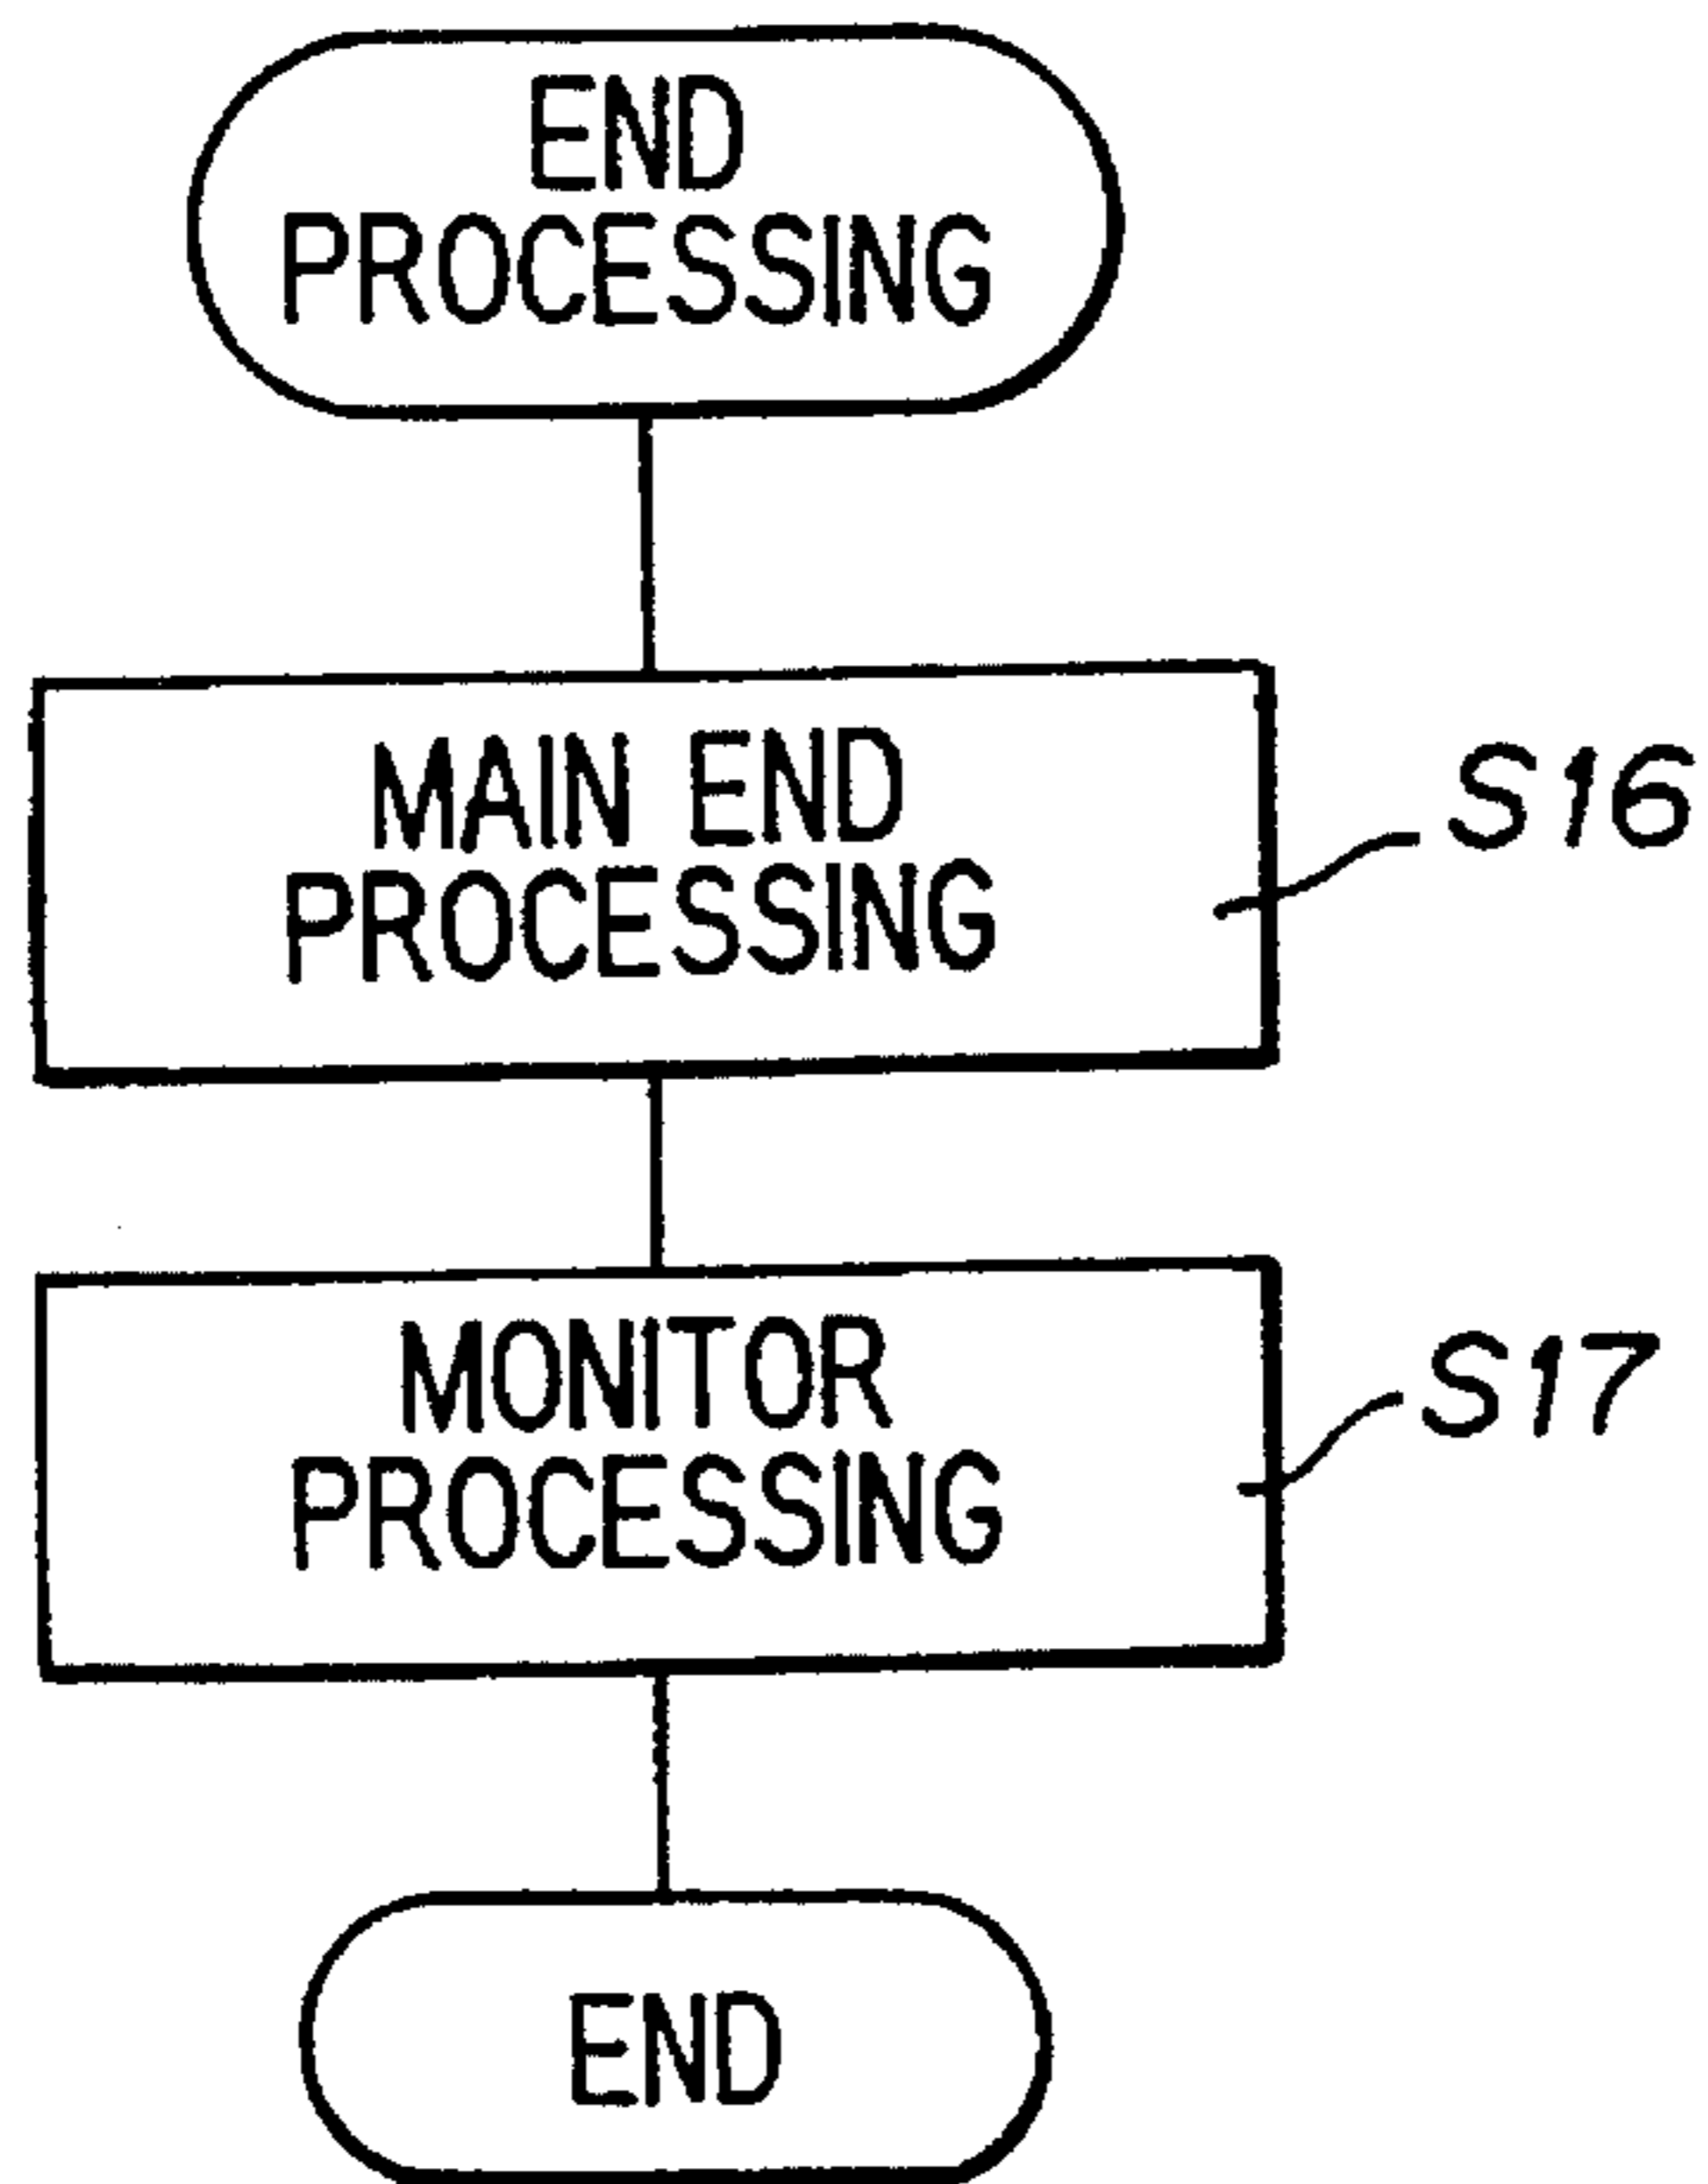 END
PROCESSING
MAIN END
PROCESSING
S16
MONITOR
PROCESSING
S17
END